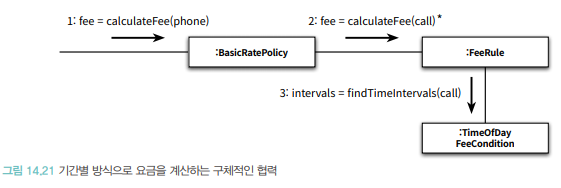 1: fee = calculateFee(phone)
2: fee = calculateFee(call)*
:BasicRatePolicy
:FeeRule
3: intervals = findTimeIntervals(call)
:TimeOfDay
FeeCondition
그림 14.21 기간별 방식으로 요금을 계산하는 구체적인 협력